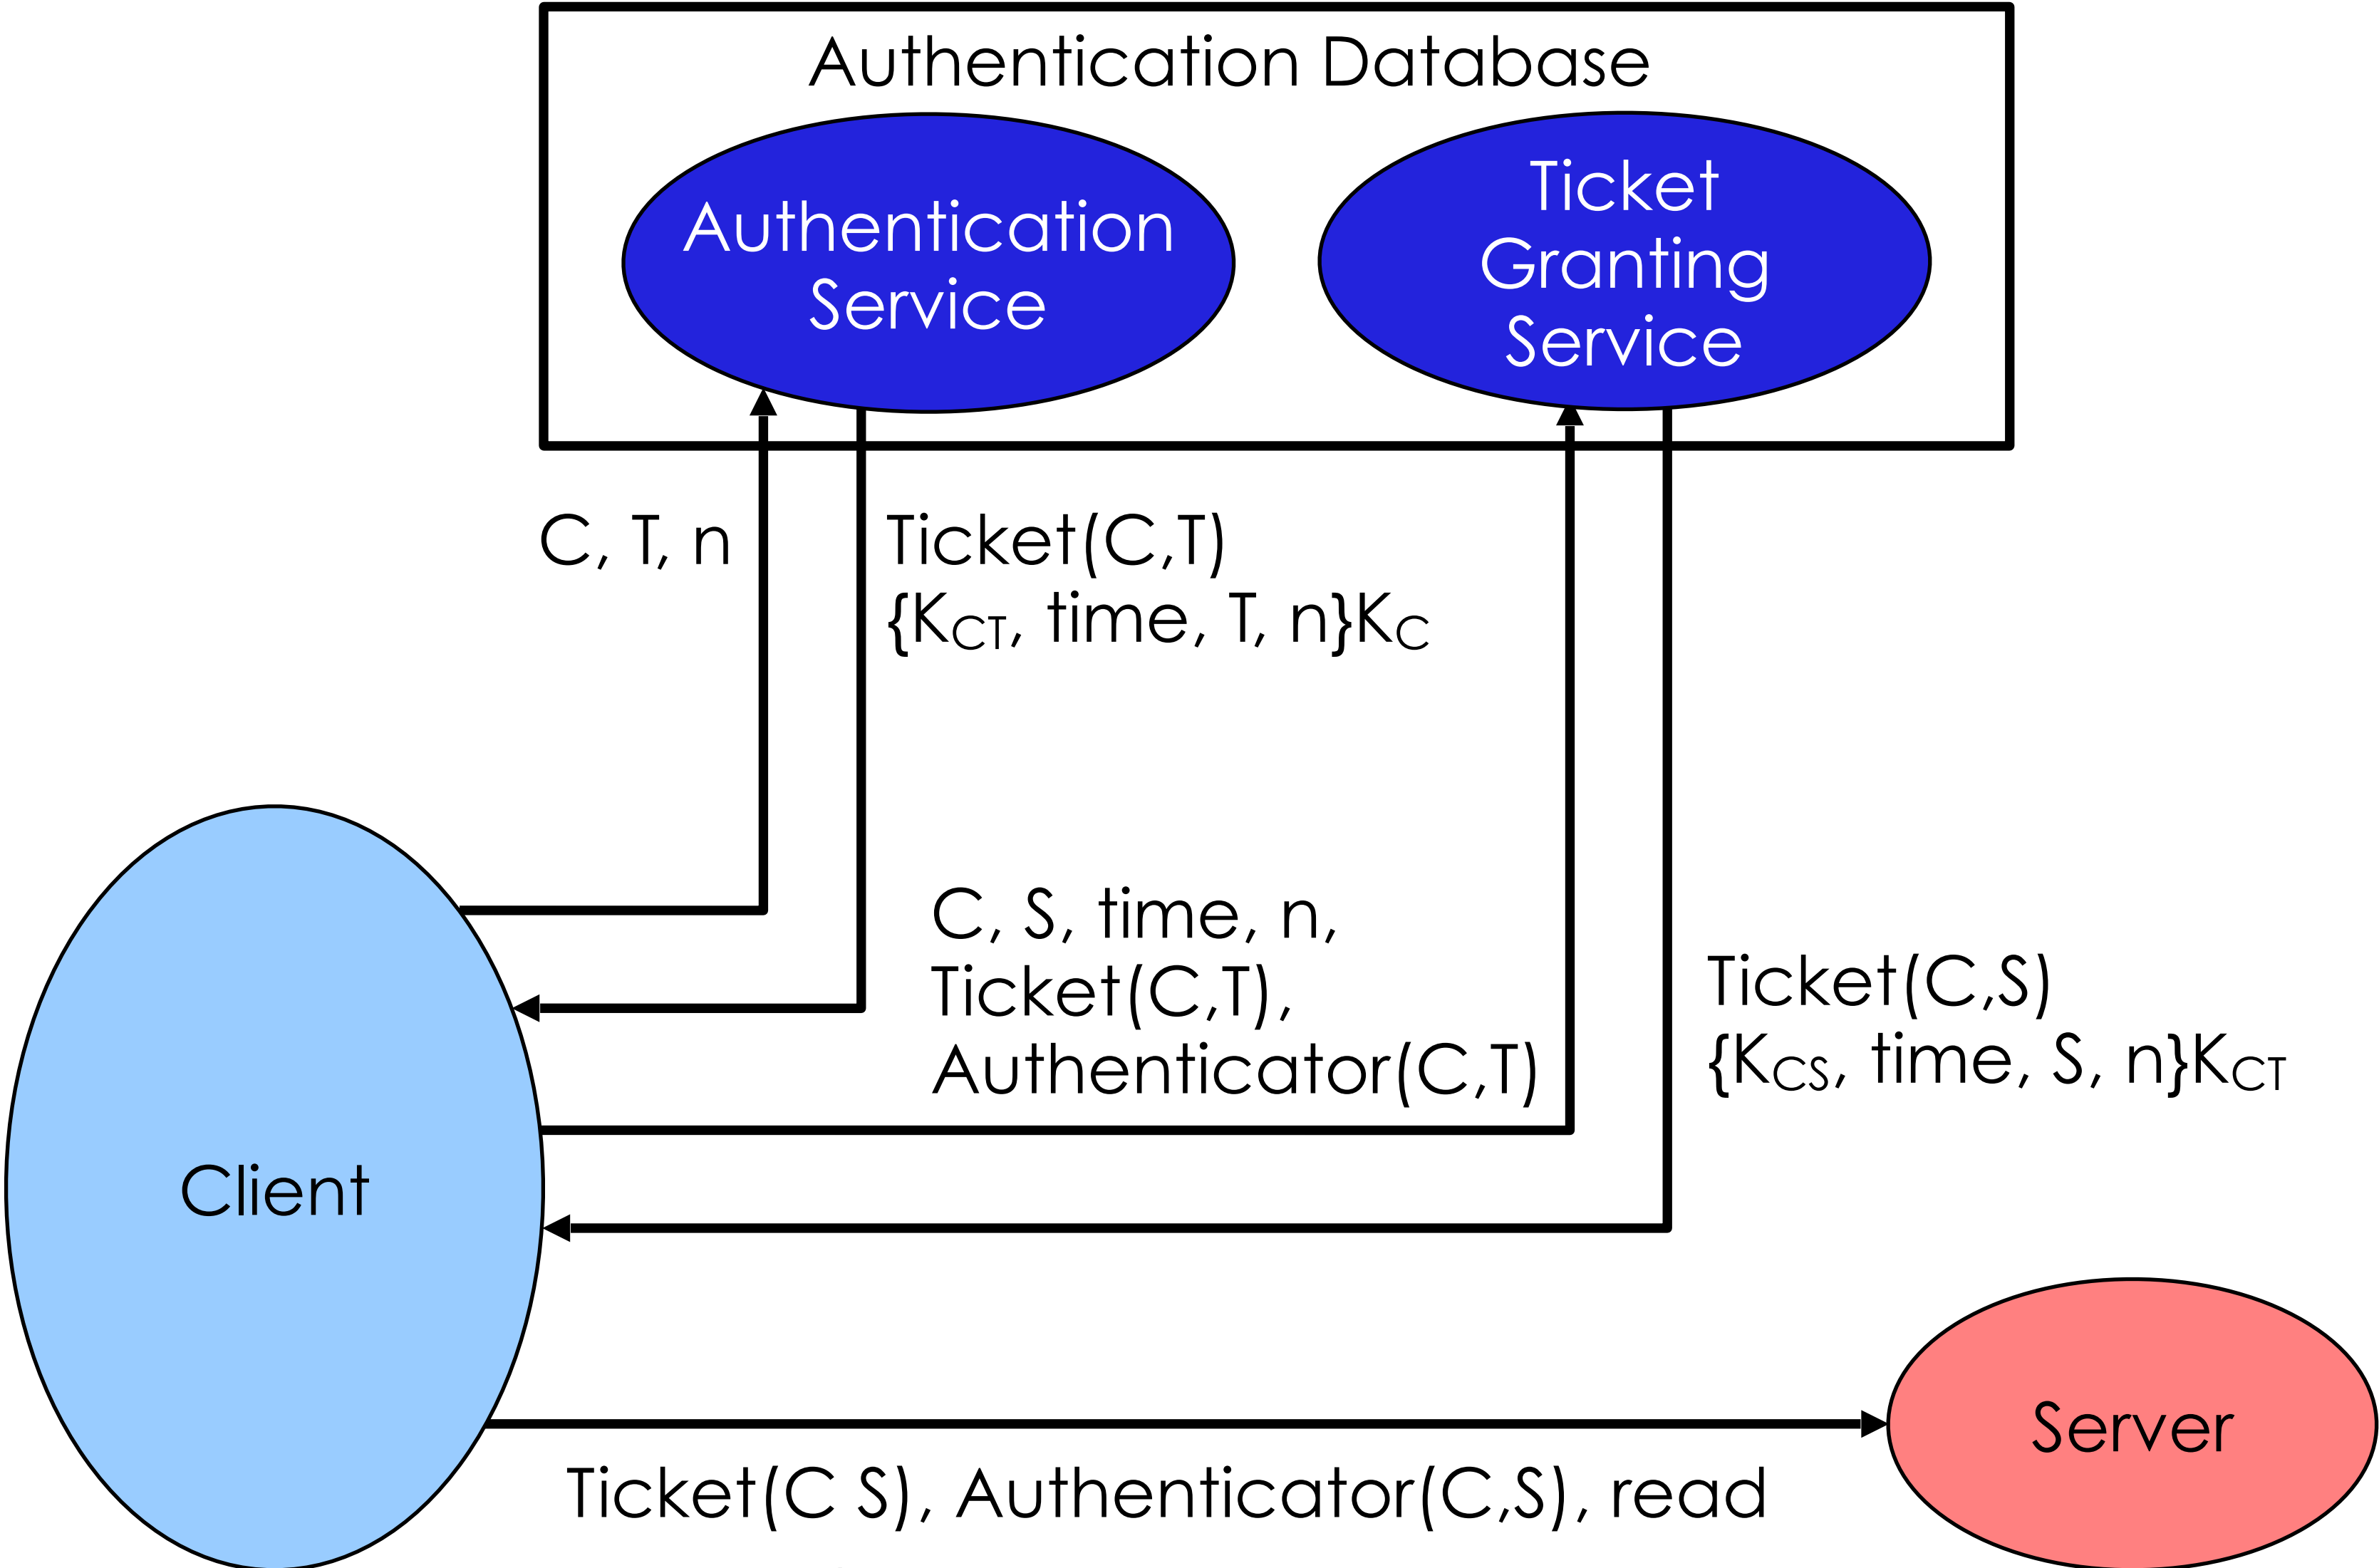 Authentication Database
Authentication
Service
Ticket
Granting
Service
C, T, n
Ticket(C,T)
{KCT, time, T, n}KC
C, S, time, n,
Ticket(C,T),
Authenticator(C,T)
Ticket(C,S)
{KCS, time, S, n}KCT
Client
Server
Ticket(C S), Authenticator(C,S), read